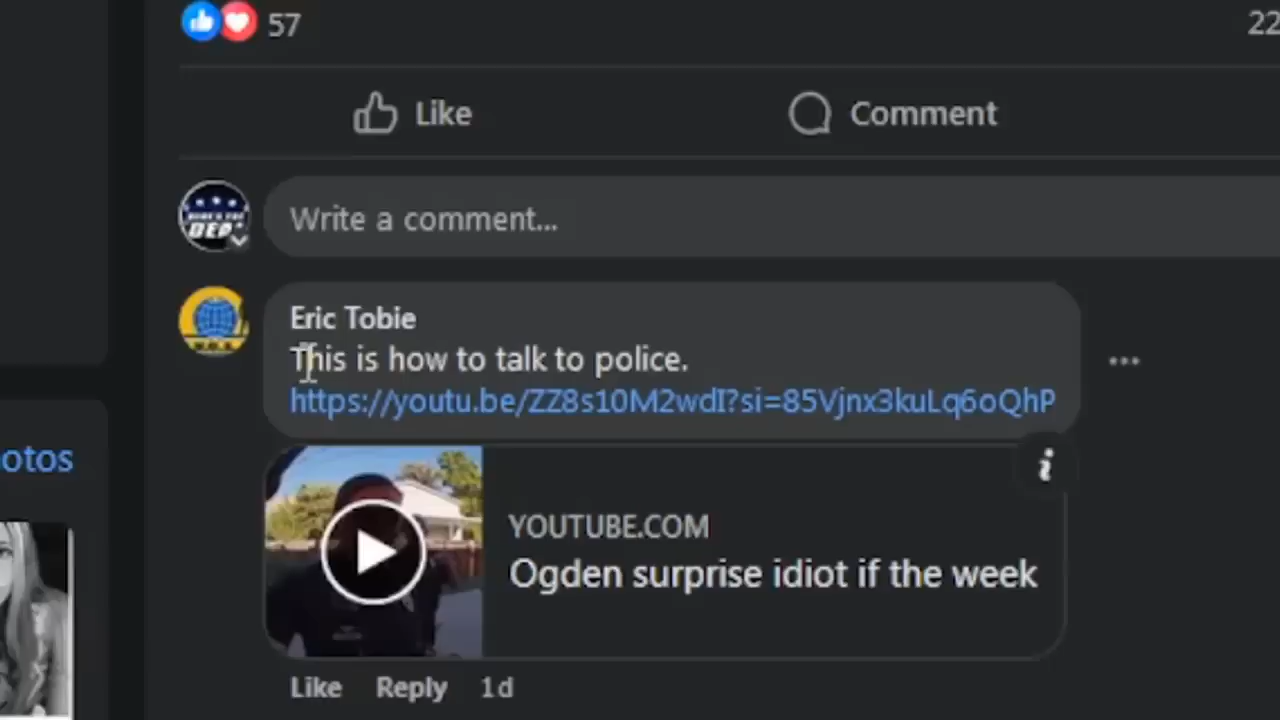 57
22
Like
Comment
Write a comment...
Eric Tobie
This is how to talk to police.
https://youtu.be/ZZ8s10M2wdI?si=85Vjnx3kuLq6oQhP
otos
i
YOUTUBE.COM
Ogden surprise idiot if the week
Like Reply 1d